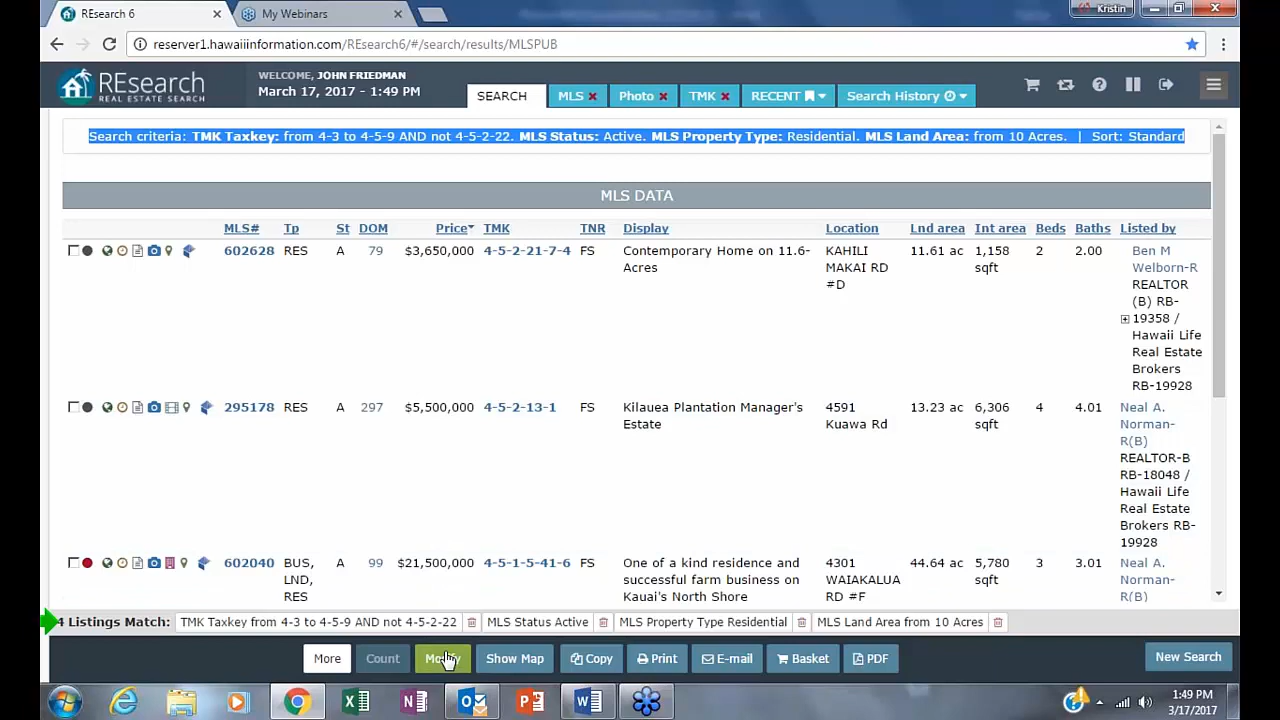 REsearch 6
My Webinars
Kristin
reserver1.hawaiiinformation.com/REsearch6/#/search/results/MLSPUB
REsearch
REAL ESTATE SEARCH
WELCOME, JOHN FRIEDMAN
March 17, 2017 - 1:49 PM
SEARCH
MLS
Photo
TMK
RECENT
Search History
Search criteria: TMK Taxkey: from 4-3 to 4-5-9 AND not 4-5-2-22. MLS Status: Active. MLS Property Type: Residential. MLS Land Area: from 10 Acres. | Sort: Standard
MLS DATA
MLS# Tp St DOM Price TMK TNR Display Location Lnd area Int area Beds Baths Listed by
602628 RES A 79 $3,650,000 4-5-2-21-7-4 FS Contemporary Home on 11.6- KAHILI 11.61 ac 1,158 2 2.00 Ben M
Acres MAKAI RD sqft Welborn-R
#D REALTOR
(B) RB-
19358 /
Hawaii Life
Real Estate
Brokers
RB-19928
295178 RES A 297 $5,500,000 4-5-2-13-1 FS Kilauea Plantation Manager's 4591 13.23 ac 6,306 4 4.01 Neal A.
Estate Kuawa Rd sqft Norman-
R(B)
REALTOR-B
RB-18048 /
Hawaii Life
Real Estate
Brokers RB-
19928
602040 BUS, A 99 $21,500,000 4-5-1-5-41-6 FS One of a kind residence and 4301 44.64 ac 5,780 3 3.01 Neal A.
LND, successful farm business on WAIAKALUA sqft Norman-
RES Kauai's North Shore RD #F R(B)
4 Listings Match: TMK Taxkey from 4-3 to 4-5-9 AND not 4-5-2-22 MLS Status Active MLS Property Type Residential MLS Land Area from 10 Acres
More
Count
Modify
Show Map
Copy
Print
E-mail
Basket
PDF
New Search
1:49 PM
3/17/2017